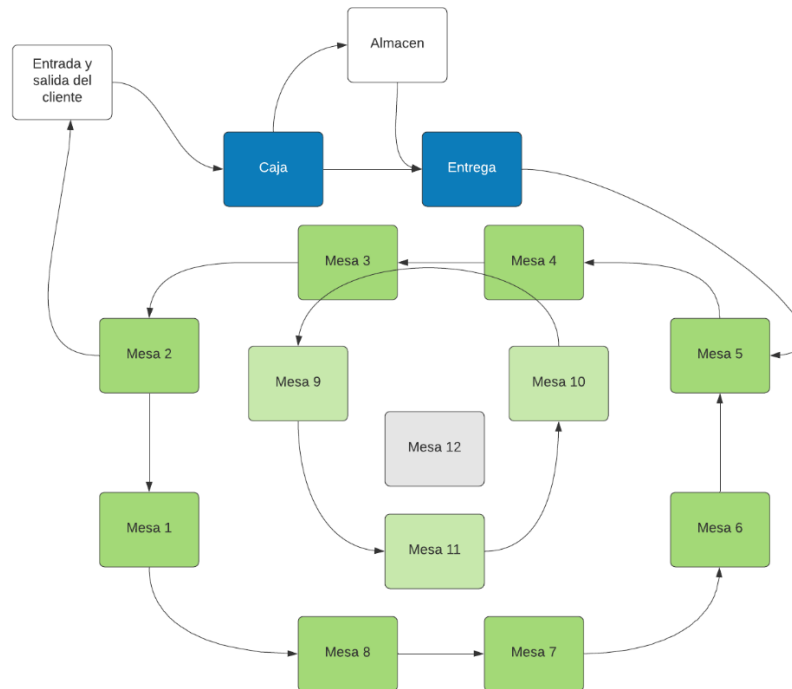 Almacen
Entrada y
salida del
cliente
Caja
Entrega
Mesa 3
Mesa 4
Mesa 2
Mesa 9
Mesa 10
Mesa 5
Mesa 12
Mesa 1
Mesa 11
Mesa 6
Mesa 8
Mesa 7